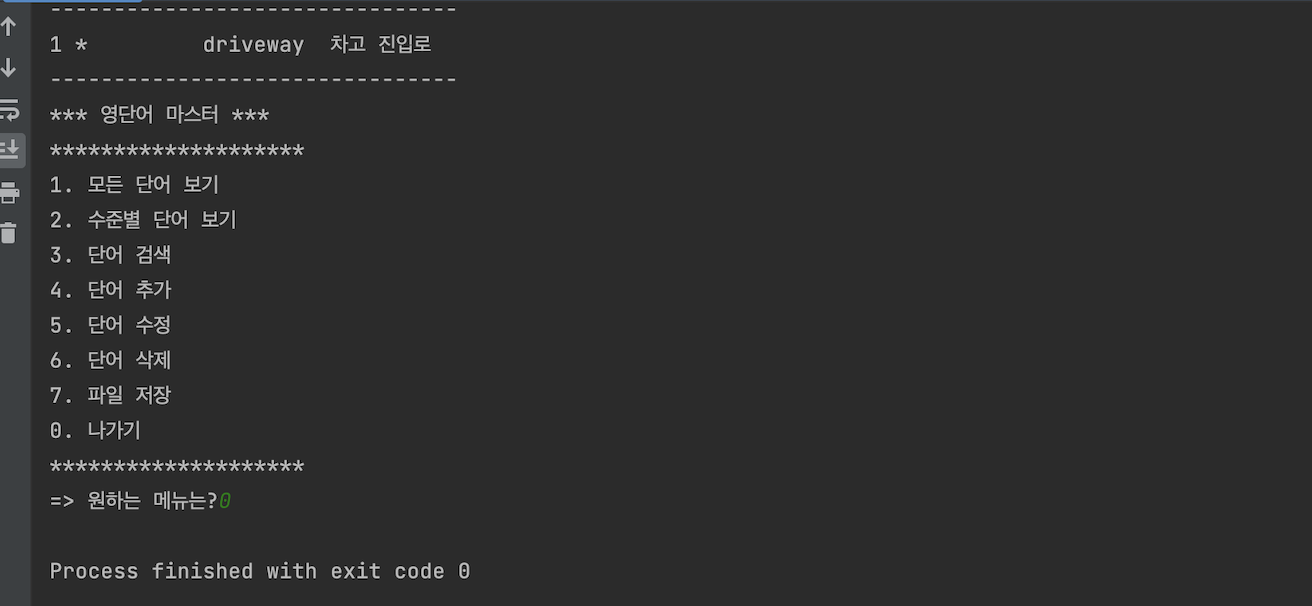 --------------------------------
1 *         driveway  차고 진입로
--------------------------------
*** 영단어 마스터 ***
********************
1. 모든 단어 보기
2. 수준별 단어 보기
3. 단어 검색
4. 단어 추가
5. 단어 수정
6. 단어 삭제
7. 파일 저장
0. 나가기
********************
=> 원하는 메뉴는?0
Process finished with exit code 0